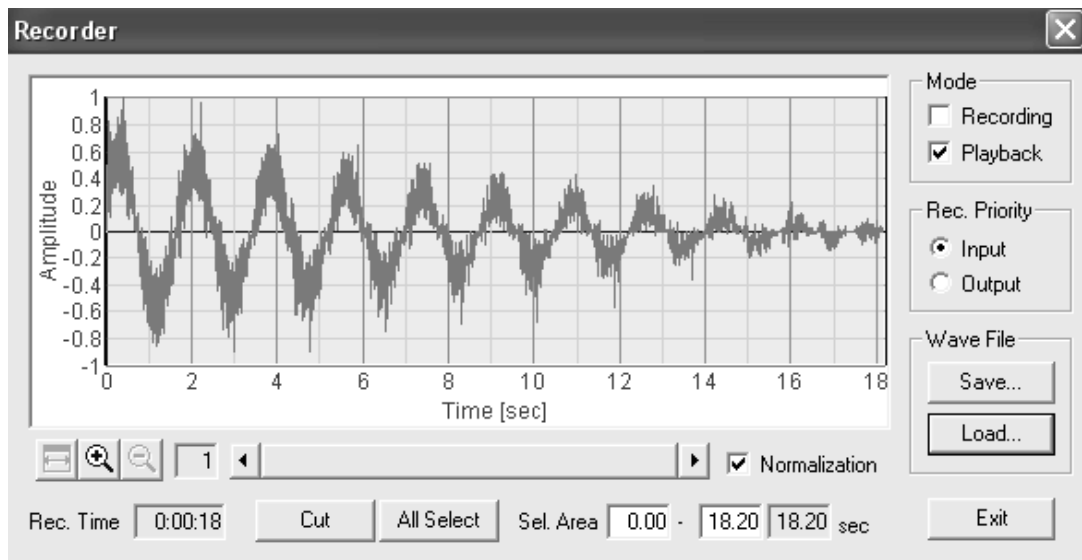 Recorder
Amplitude
1
0.8
0.6
0.4
0.2
0
-0.2
-0.4
-0.6
-0.8
-1
0 2 4 6 8 10 12 14 16 18
Time [sec]
1
Normalization
Rec. Time 0:00:18 Cut All Select Sel. Area 0.00 - 18.20 18.20 sec
Mode
Recording
Playback
Rec. Priority
Input
Output
Wave File
Save...
Load...
Exit